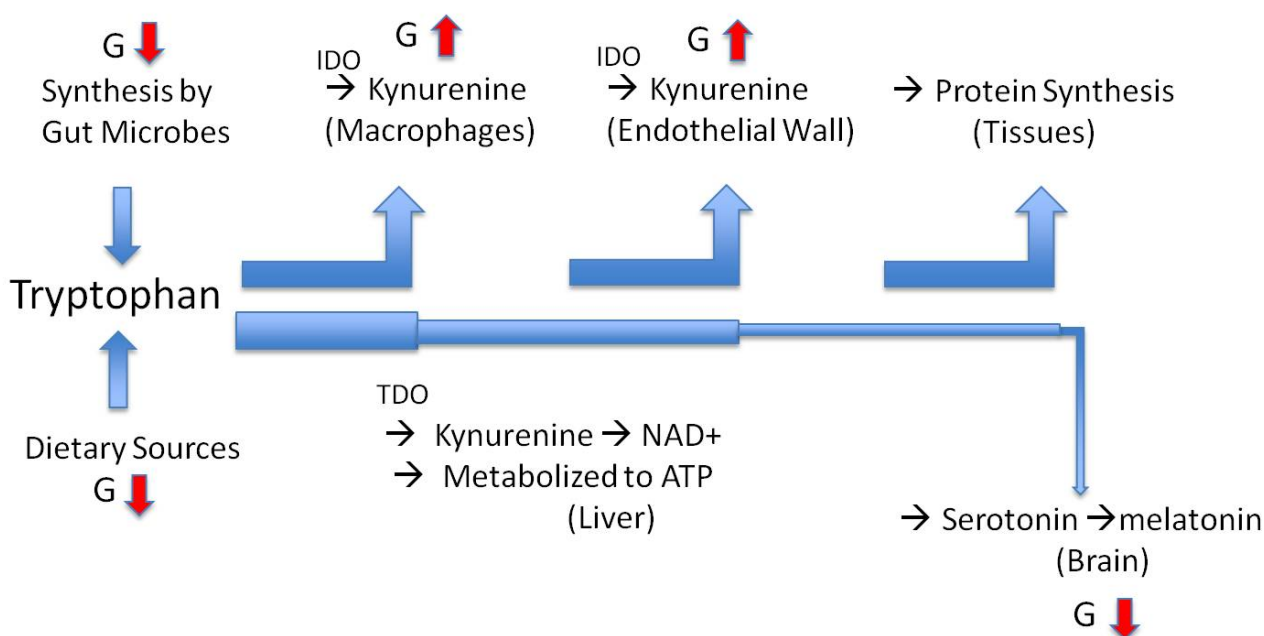 G
Synthesis by
Gut Microbes
G
IDO
→ Kynurenine
(Macrophages)
G
IDO
→ Kynurenine
(Endothelial Wall)
→ Protein Synthesis
(Tissues)
Tryptophan
Dietary Sources
G
TDO
→ Kynurenine → NAD+
→ Metabolized to ATP
(Liver)
→ Serotonin →melatonin
(Brain)
G